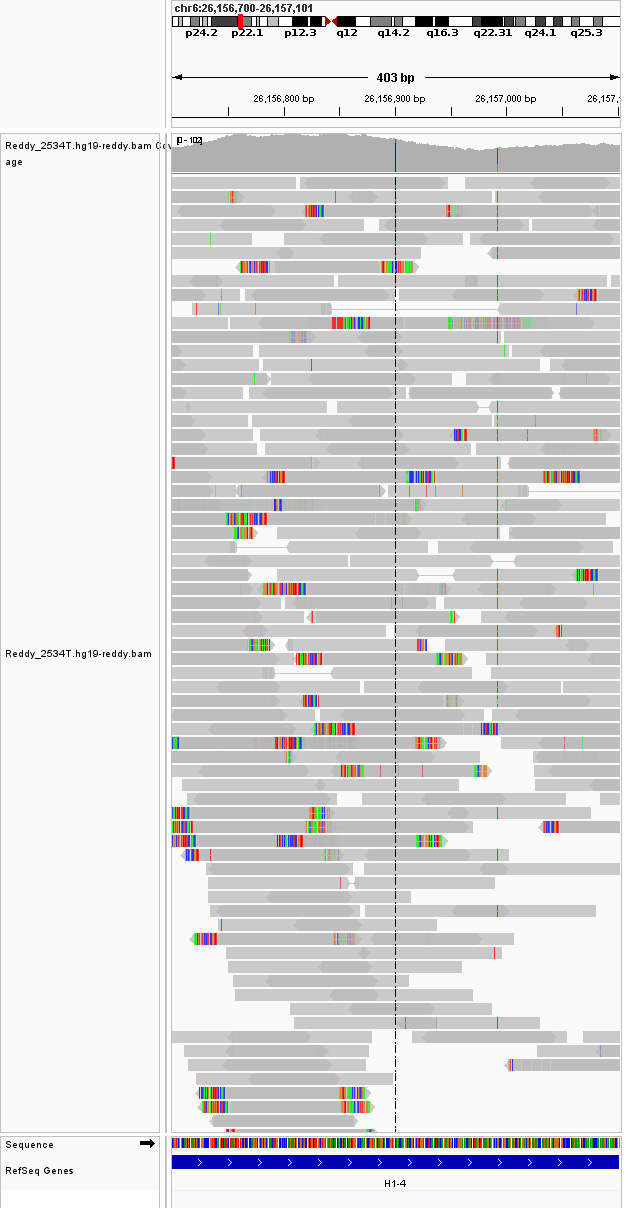 chr6:26,156,700-26,157,101
p24.2 p22.1 p12.3 q12 q14.2 q16.3 q22.31 q24.1 q25.3
403 bp
26,156,800 bp 26,156,900 bp 26,157,000 bp 26,157,
Reddy_2534T.hg19-reddy.bam Cov
age
[0 - 102]
Reddy_2534T.hg19-reddy.bam
Sequence
RefSeq Genes
H1-4